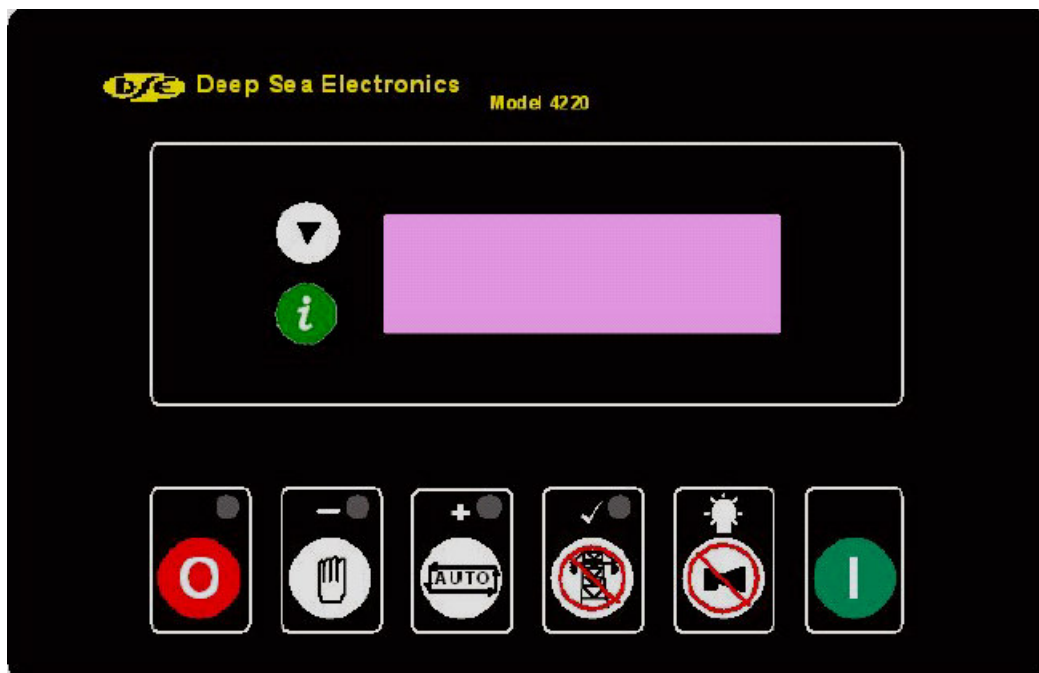 DSE Deep Sea Electronics
Model 4220
i
− + ✓
O AUTO I